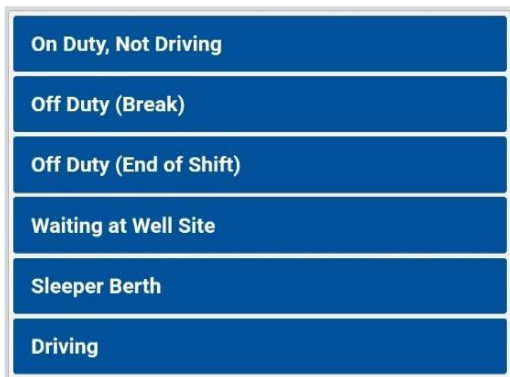 On Duty, Not Driving
Off Duty (Break)
Off Duty (End of Shift)
Waiting at Well Site
Sleeper Berth
Driving